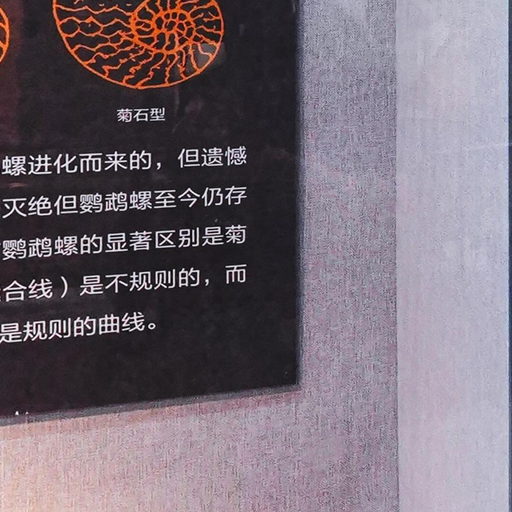 菊石型
螺进化而来的，但遗憾
灭绝但鹦鹉螺至今仍存
鹦鹉螺的显著区别是菊
合线）是不规则的，而
是规则的曲线。